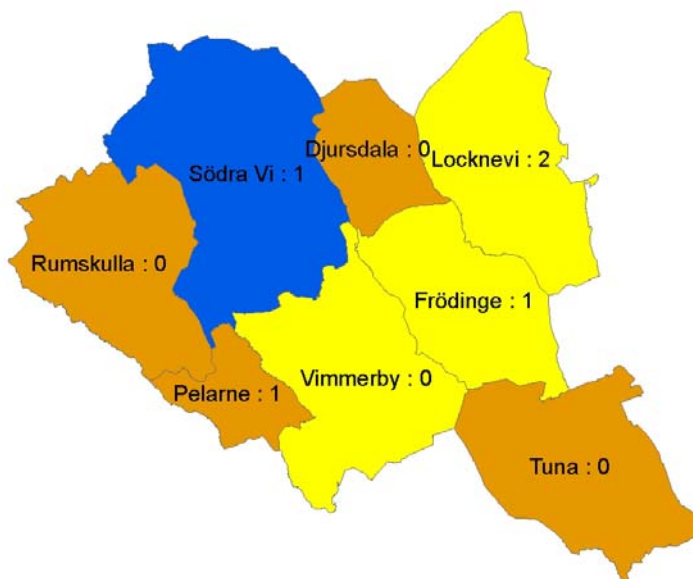 Djursdala : 0
Locknevi : 2
Södra Vi : 1
Rumskulla : 0
Frödinge : 1
Vimmerby : 0
Pelarne : 1
Tuna : 0